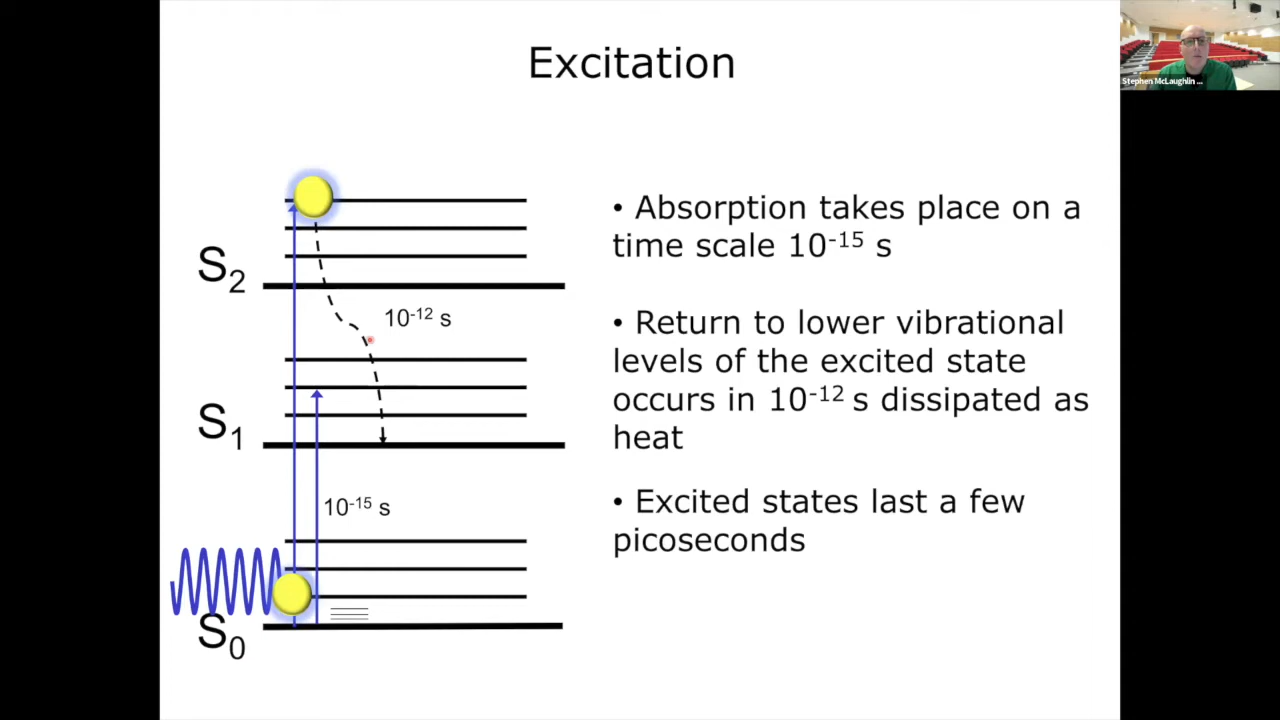 Excitation
Stephen McLaughlin ...
• Absorption takes place on a
time scale 10⁻¹⁵ s
• Return to lower vibrational
levels of the excited state
occurs in 10⁻¹² s dissipated as
heat
• Excited states last a few
picoseconds
S₂
10⁻¹² s
S₁
10⁻¹⁵ s
S₀